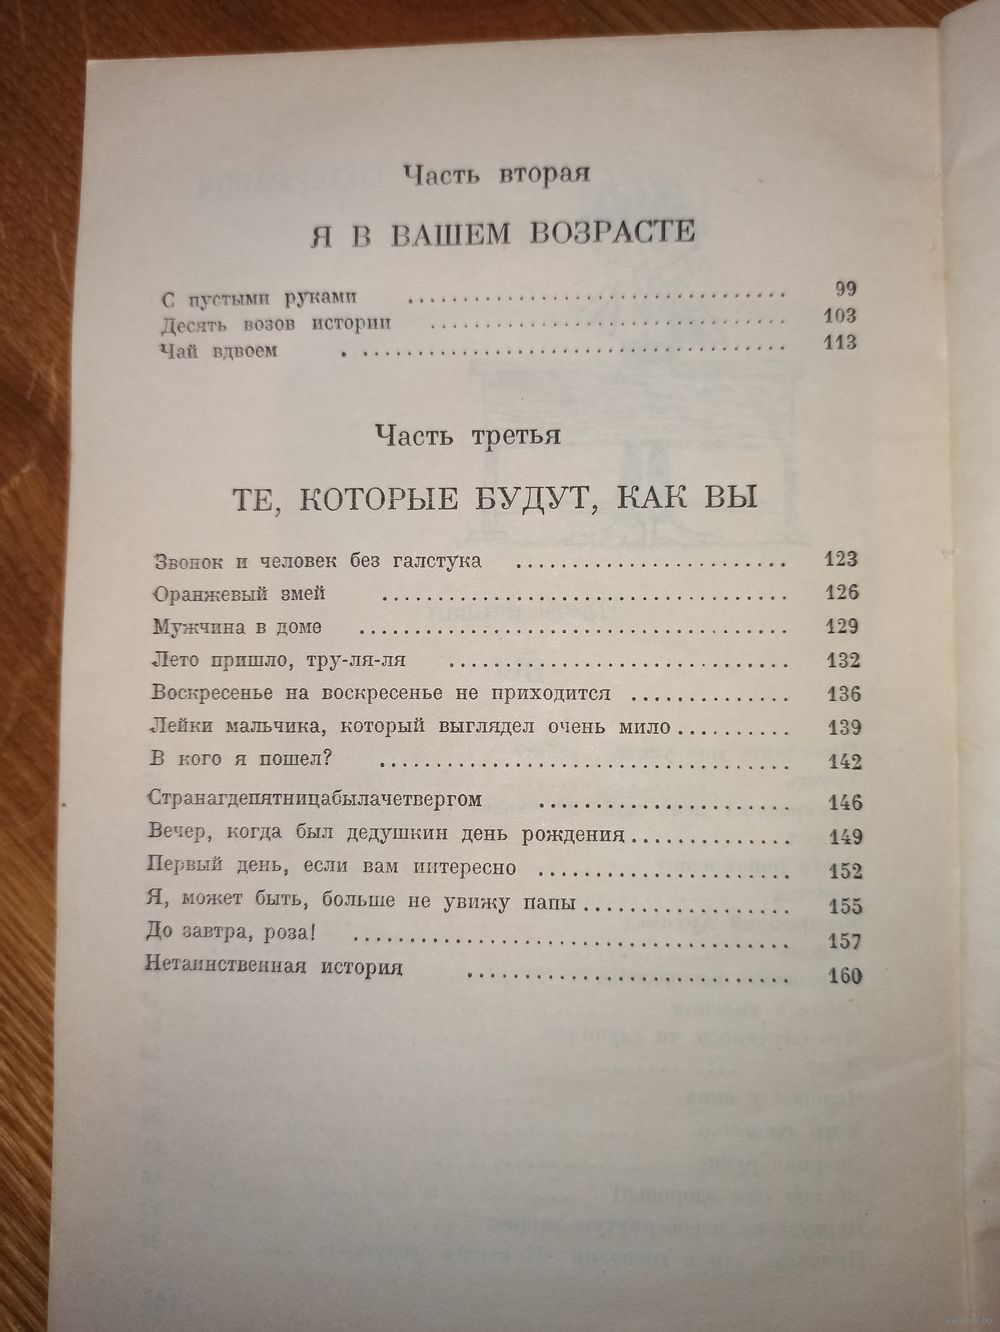 Часть вторая
Я В ВАШЕМ ВОЗРАСТЕ
С пустыми руками ................................ 99
Десять возов истории ................................ 103
Чай вдвоем ................................ 113
Часть третья
ТЕ, КОТОРЫЕ БУДУТ, КАК ВЫ
Звонок и человек без галстука ........................ 123
Оранжевый змей ................................ 126
Мужчина в доме ................................ 129
Лето пришло, тру-ля-ля ............................ 132
Воскресенье на воскресенье не приходится .............. 136
Лейки мальчика, который выглядел очень мило .......... 139
В кого я пошел? ................................ 142
Странагдепятницабылачетвергом ...................... 146
Вечер, когда был дедушкин день рождения .............. 149
Первый день, если вам интересно ...................... 152
Я, может быть, больше не увижу папы .................. 155
До завтра, роза! ................................ 157
Нетаинственная история ............................ 160